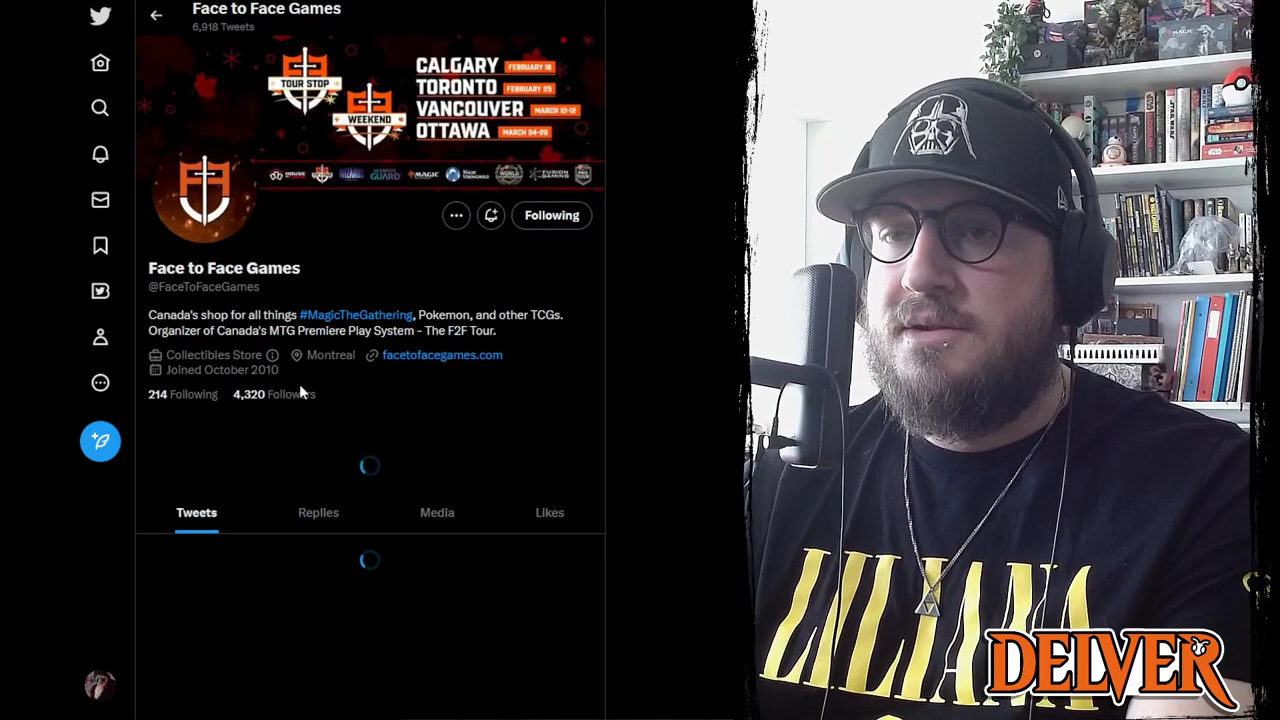 Face to Face Games
6,918 Tweets
TOUR STOP
WEEKEND
CALGARY FEBRUARY 18
TORONTO FEBRUARY 25
VANCOUVER MARCH 10-12
OTTAWA MARCH 24-26
MAGIC
Following
Face to Face Games
@FaceToFaceGames
Canada's shop for all things #MagicTheGathering, Pokemon, and other TCGs.
Organizer of Canada's MTG Premiere Play System - The F2F Tour.
Collectibles Store Montreal facetofacegames.com
Joined October 2010
214 Following 4,320 Followers
Tweets Replies Media Likes
LILIANA
DELVER